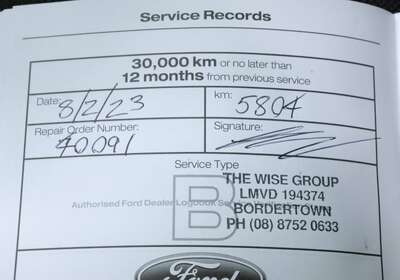 Service Records
30,000 km or no later than
12 months from previous service
Date: 8/2/23
km: 5804
Repair Order Number: 40091
Signature:
Service Type
B
THE WISE GROUP
LMVD 194374
Authorised Ford Dealer Logbook
BORDERTOWN
PH (08) 8752 0633
Ford